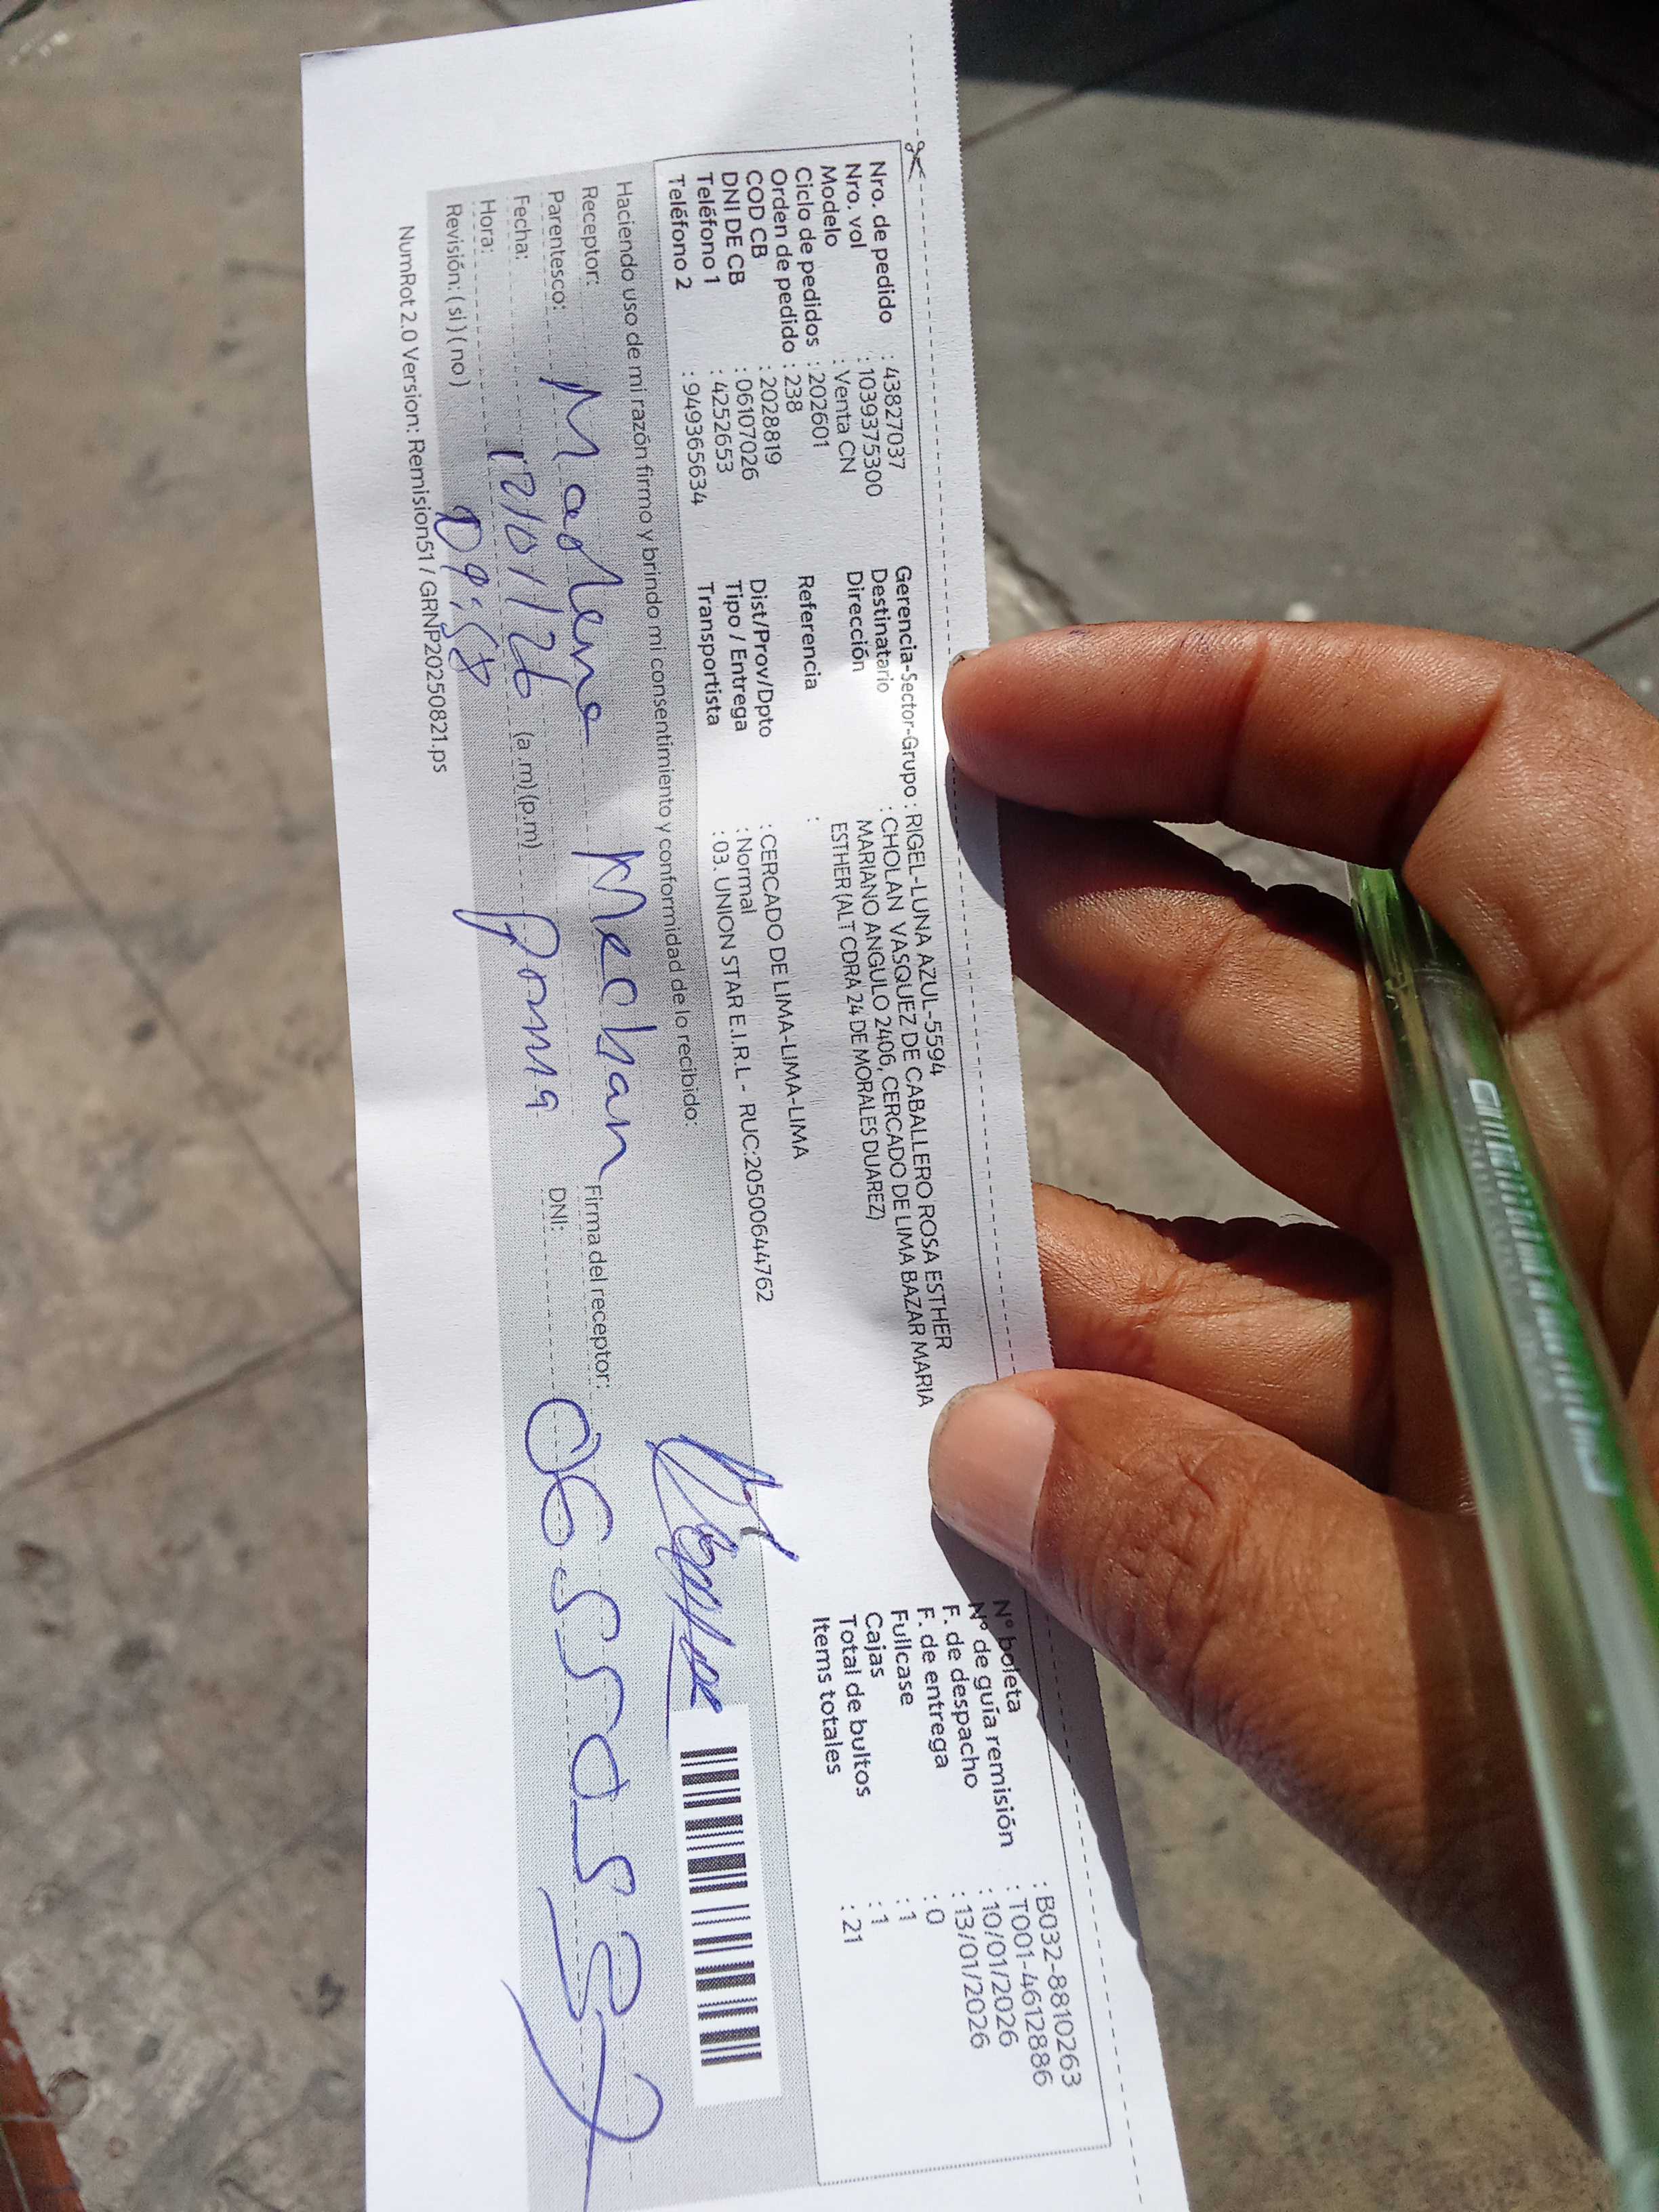 Nro. de pedido : 43827037
Nro. vol : 1039375300
Modelo : Venta CN
Ciclo de pedidos : 202601
Orden de pedido : 238
COD CB : 2028819
DNI DE CB : 06107026
Teléfono 1 : 4252653
Teléfono 2 : 949365634
Gerencia-Sector-Grupo : RIGEL-LUNA AZUL-5594
Destinatario : CHOLAN VASQUEZ DE CABALLERO ROSA ESTHER
Dirección : MARIANO ANGULO 2406, CERCADO DE LIMA BAZAR MARIA
ESTHER (ALT CDRA 24 DE MORALES DUAREZ)
Referencia :
Dist/Prov/Dpto : CERCADO DE LIMA-LIMA-LIMA
Tipo / Entrega : Normal
Transportista : 03. UNION STAR E.I.R.L - RUC:20500644762
N° boleta : B032-8810263
N° de guía remisión : T001-4612886
F. de despacho : 10/01/2026
F. de entrega : 13/01/2026
Fullcase : 0
Cajas : 1
Total de bultos : 1
Items totales : 21
Haciendo uso de mi razón firmo y brindo mi consentimiento y conformidad de lo recibido:
Receptor: Madlene Mechan
Parentesco:
Fecha: 12/01/26
Hora: 09:58 (a.m) (p.m)
Revisión: ( si ) ( no )
Firma del receptor:
DNI:
NumRot 2.0 Version: Remision51 / GRNP20250821.ps